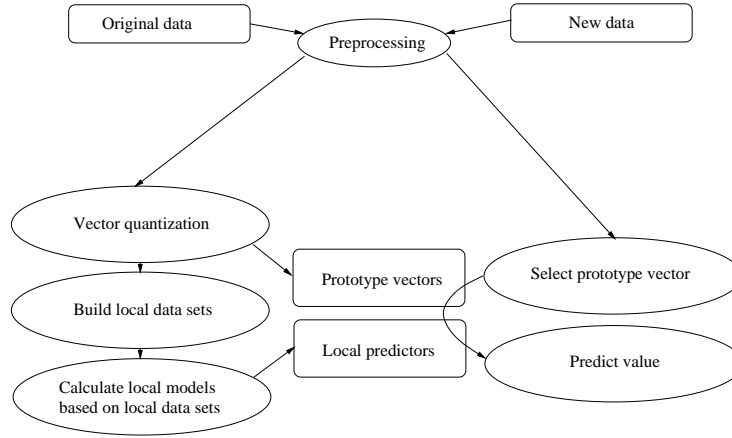 Original data
New data
Preprocessing
Vector quantization
Prototype vectors
Select prototype vector
Build local data sets
Local predictors
Predict value
Calculate local models
based on local data sets